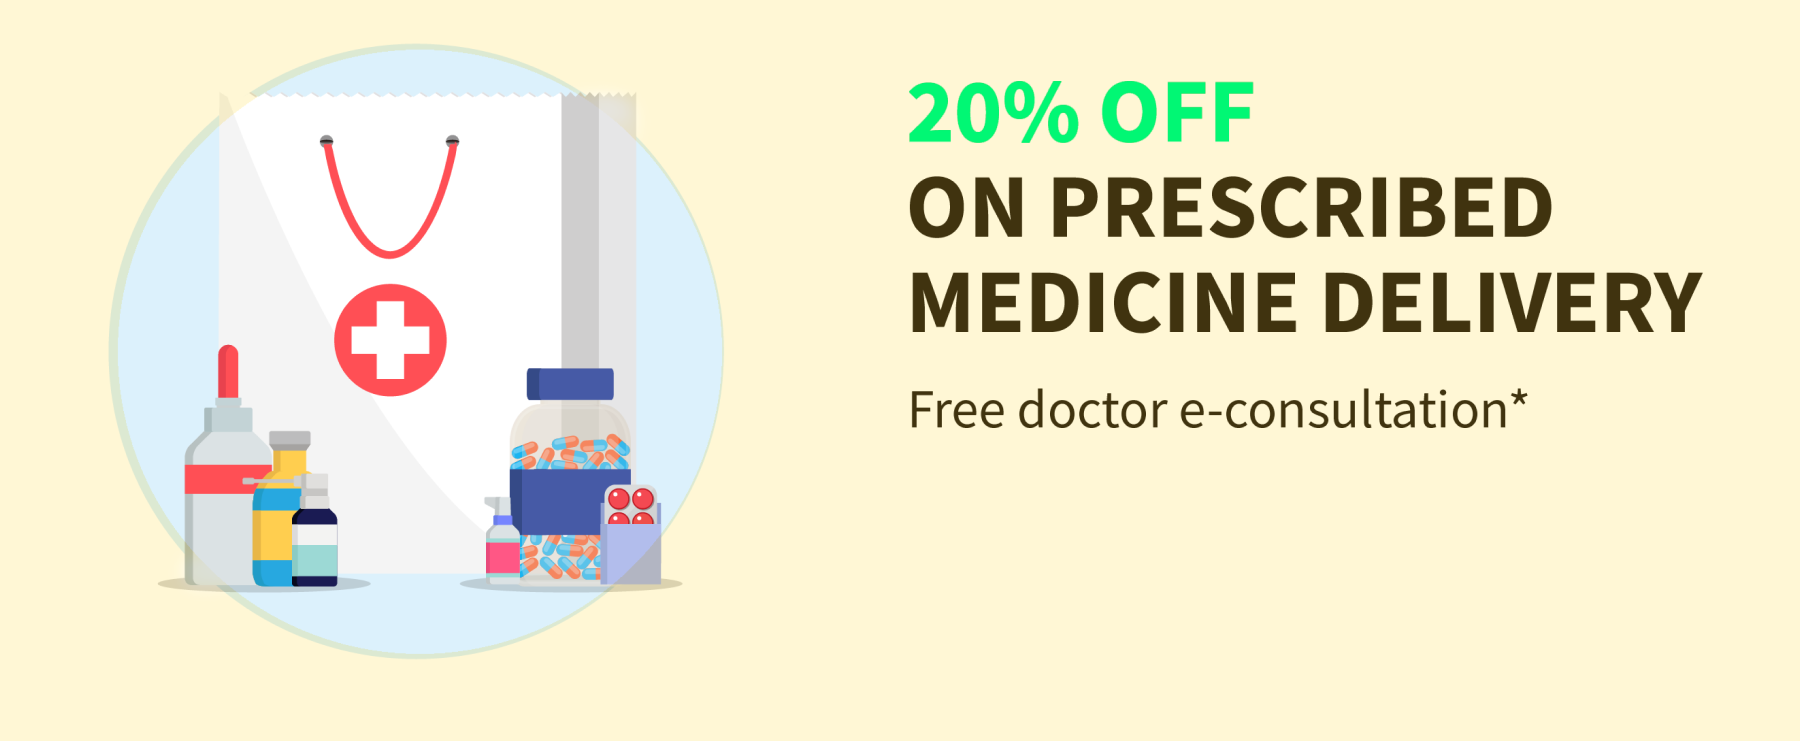 20% OFF
ON PRESCRIBED
MEDICINE DELIVERY
Free doctor e-consultation*